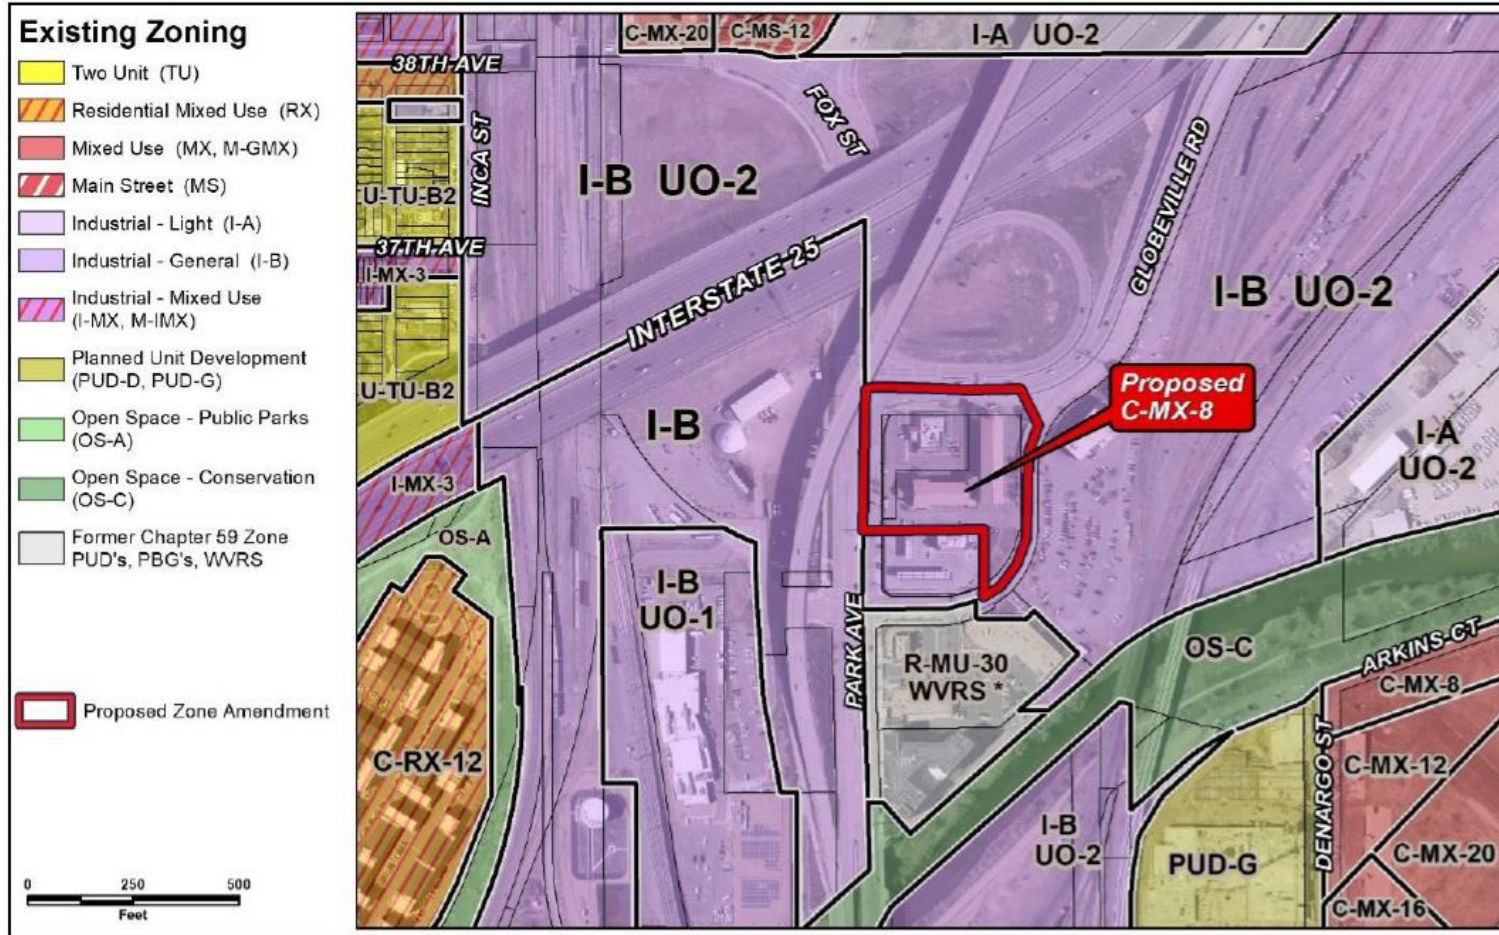 Existing Zoning
Two Unit (TU)
Residential Mixed Use (RX)
Mixed Use (MX, M-GMX)
Main Street (MS)
Industrial - Light (I-A)
Industrial - General (I-B)
Industrial - Mixed Use
(I-MX, M-IMX)
Planned Unit Development
(PUD-D, PUD-G)
Open Space - Public Parks
(OS-A)
Open Space - Conservation
(OS-C)
Former Chapter 59 Zone
PUD's, PBG's, WVRS
Proposed Zone Amendment
0 250 500
Feet
C-MX-20
C-MS-12
I-A UO-2
38TH AVE
FOX ST
INCA ST
GLOBEVILLE RD
I-B UO-2
U-TU-B2
37TH AVE
I-MX-3
INTERSTATE 25
I-B UO-2
U-TU-B2
Proposed
C-MX-8
I-B
I-A
UO-2
I-MX-3
OS-A
I-B
UO-1
PARK AVE
R-MU-30
WVRS *
OS-C
ARKINS CT
C-MX-8
C-RX-12
DENARGO ST
C-MX-12
I-B
UO-2
PUD-G
C-MX-20
C-MX-16